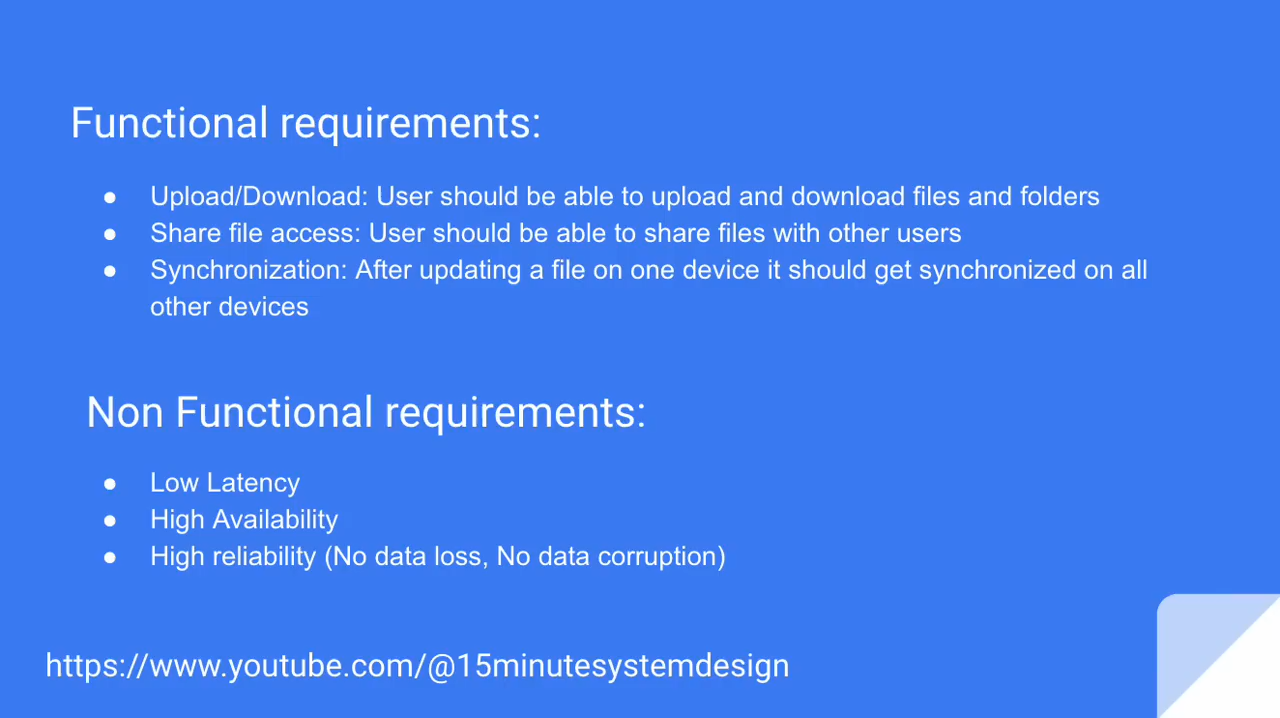 Functional requirements:
● Upload/Download: User should be able to upload and download files and folders
● Share file access: User should be able to share files with other users
● Synchronization: After updating a file on one device it should get synchronized on all
other devices
Non Functional requirements:
● Low Latency
● High Availability
● High reliability (No data loss, No data corruption)
https://www.youtube.com/@15minutesystemdesign